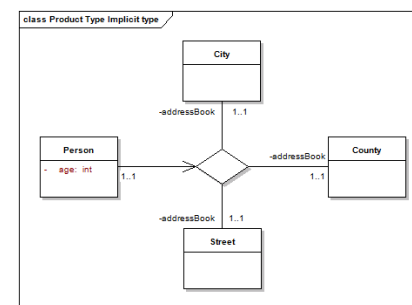 class Product Type Implicit type
City
-addressBook 1..1
Person
- age: int
1..1
-addressBook
1..1
County
-addressBook 1..1
Street